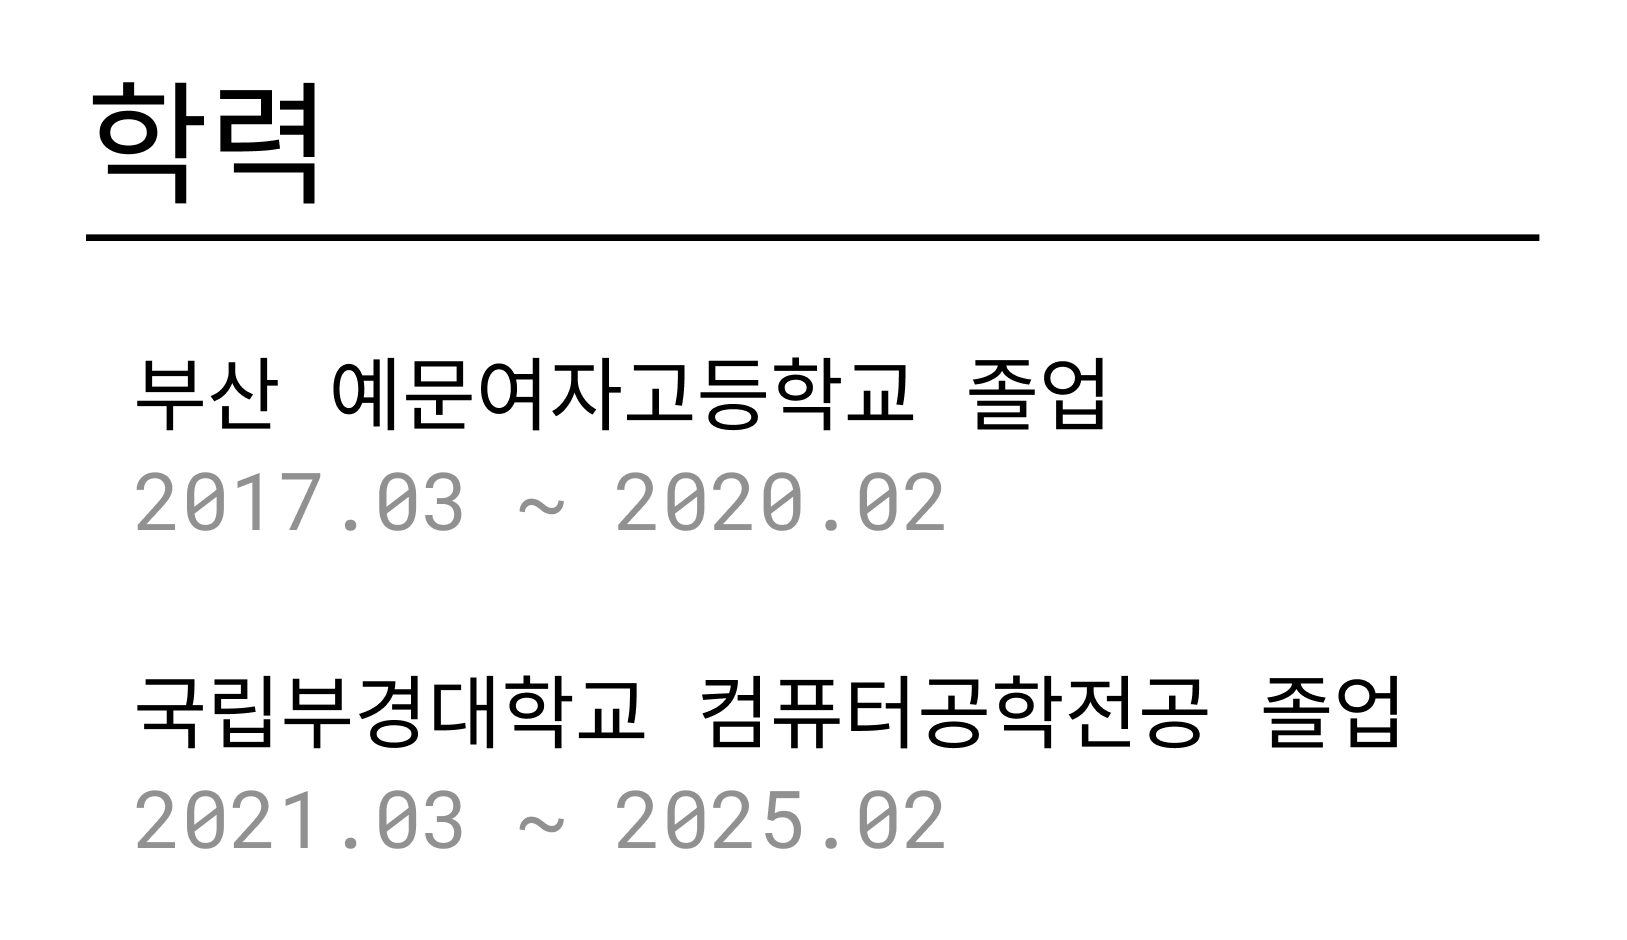 학력
부산 예문여자고등학교 졸업
2017.03 ~ 2020.02
국립부경대학교 컴퓨터공학전공 졸업
2021.03 ~ 2025.02